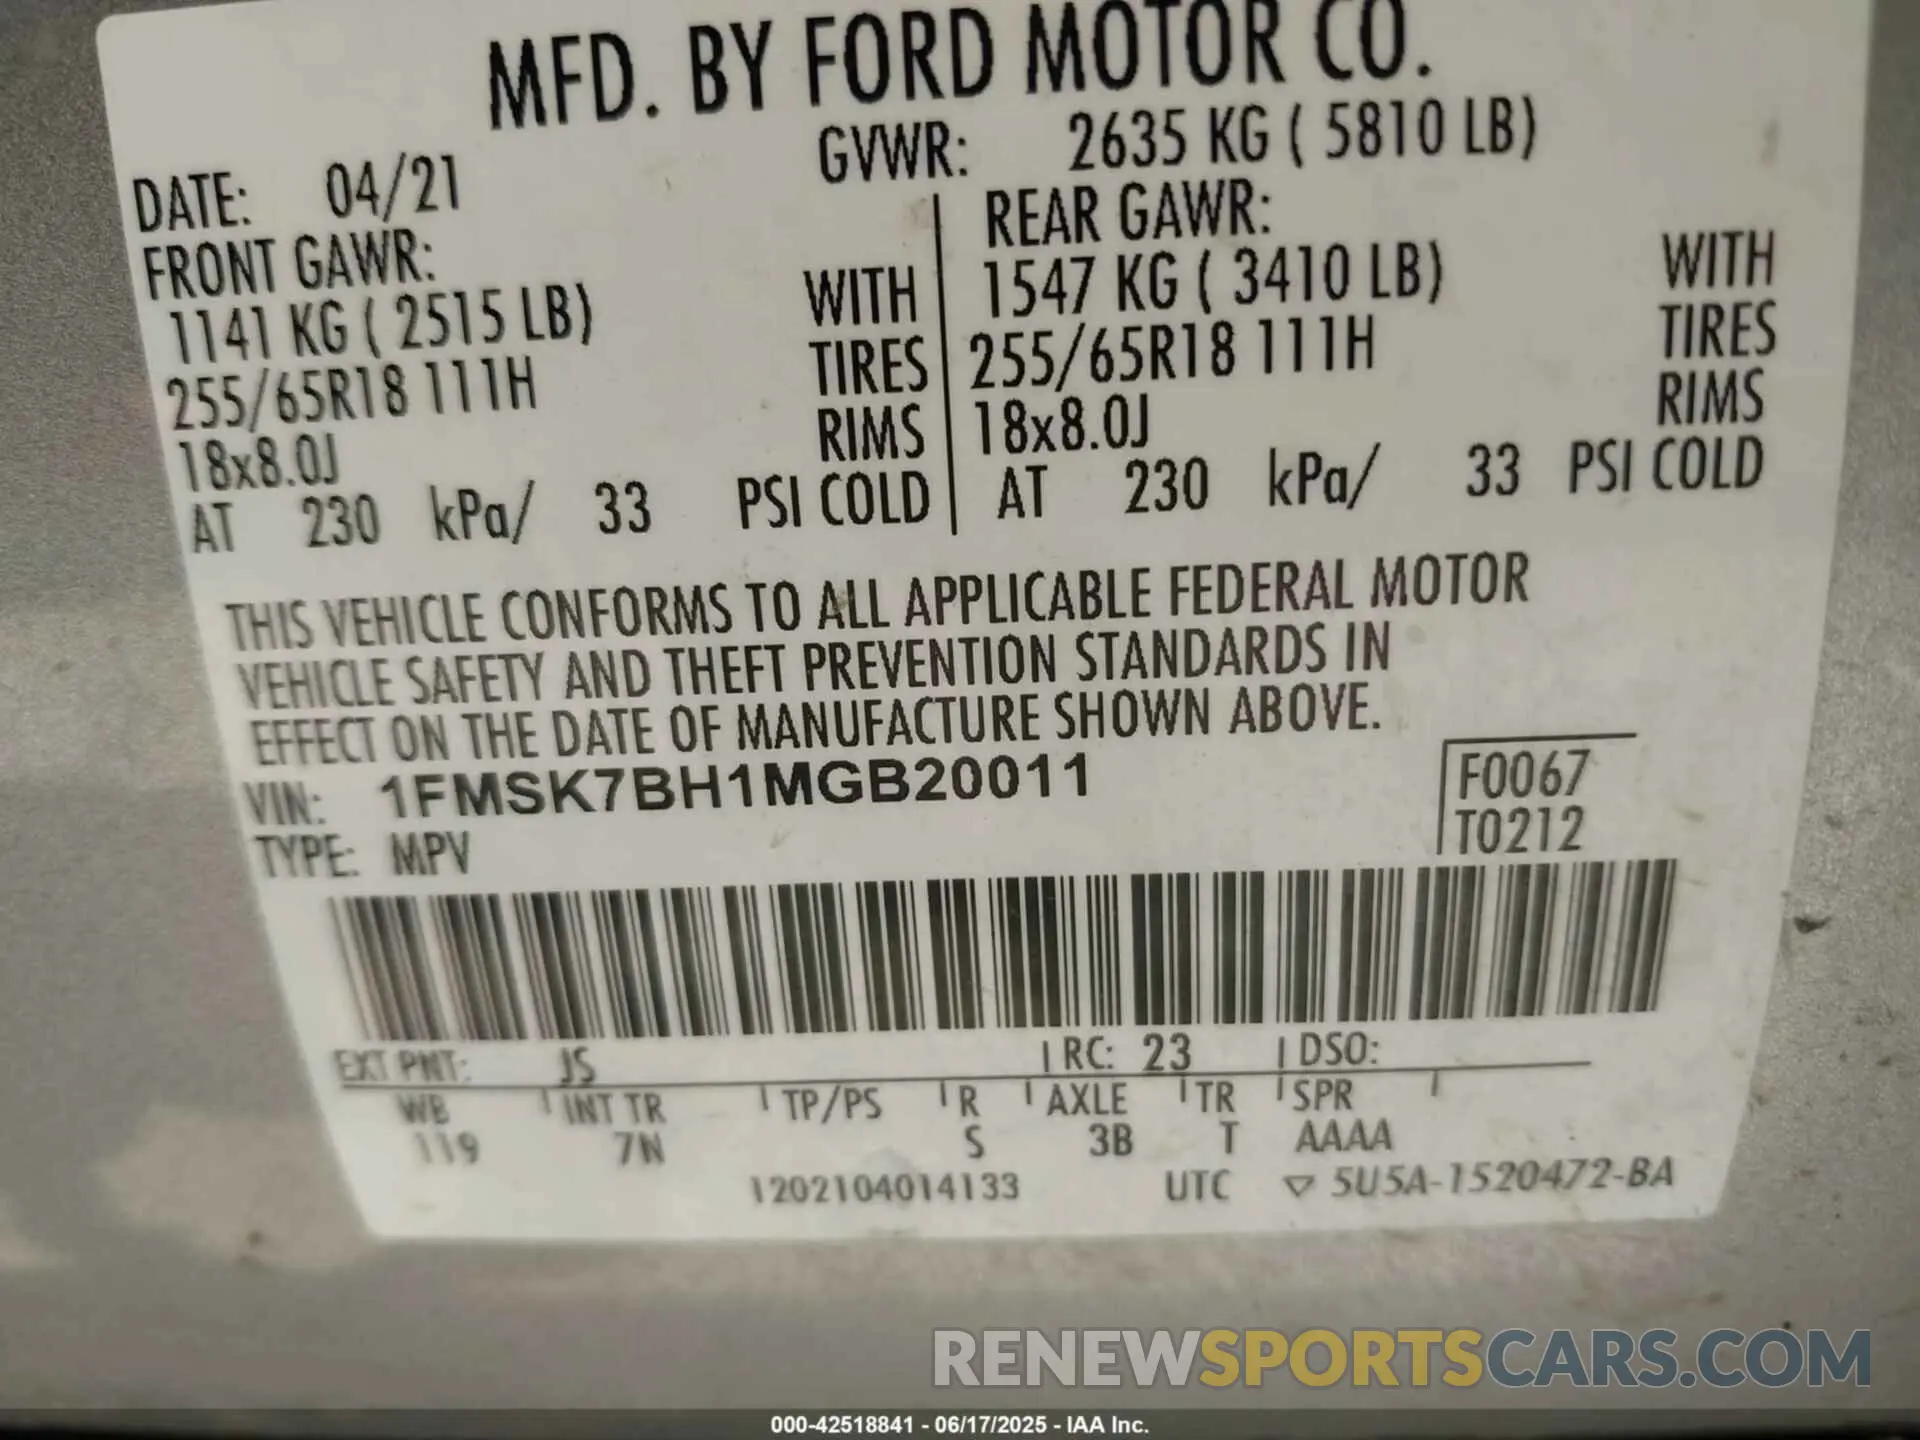 MFD. BY FORD MOTOR CO.
DATE: 04/21 GVWR: 2635 KG ( 5810 LB)
FRONT GAWR: REAR GAWR:
1141 KG ( 2515 LB) WITH 1547 KG ( 3410 LB) WITH
255/65R18 111H TIRES 255/65R18 111H TIRES
18x8.0J RIMS 18x8.0J RIMS
AT 230 kPa/ 33 PSI COLD AT 230 kPa/ 33 PSI COLD
THIS VEHICLE CONFORMS TO ALL APPLICABLE FEDERAL MOTOR
VEHICLE SAFETY AND THEFT PREVENTION STANDARDS IN
EFFECT ON THE DATE OF MANUFACTURE SHOWN ABOVE.
VIN: 1FMSK7BH1MGB20011 F0067
TYPE: MPV T0212
EXT PNT: JS RC: 23 DSO:
WB INT TR TP/PS R AXLE TR SPR
119 7N S 3B T AAAA
1202104014133 UTC ▽ 5U5A-1520472-BA
RENEWSPORTSCARS.COM
000-42518841 - 06/17/2025 - IAA Inc.